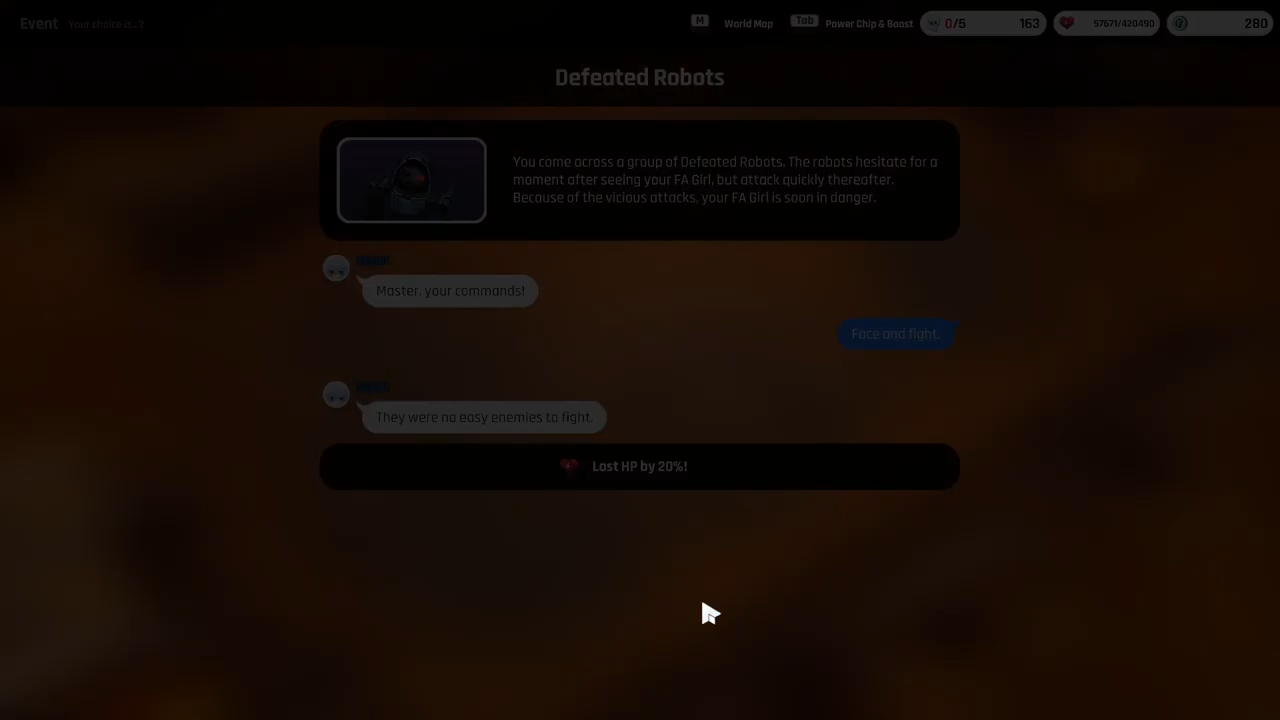 Event Your choice is...?
M World Map Tab Power Chip & Boost 0/5 163 57671/420490 280
Defeated Robots
You come across a group of Defeated Robots. The robots hesitate for a
moment after seeing your FA Girl, but attack quickly thereafter.
Because of the vicious attacks, your FA Girl is soon in danger.
Master, your commands!
Face and fight.
They were no easy enemies to fight.
Lost HP by 20%!